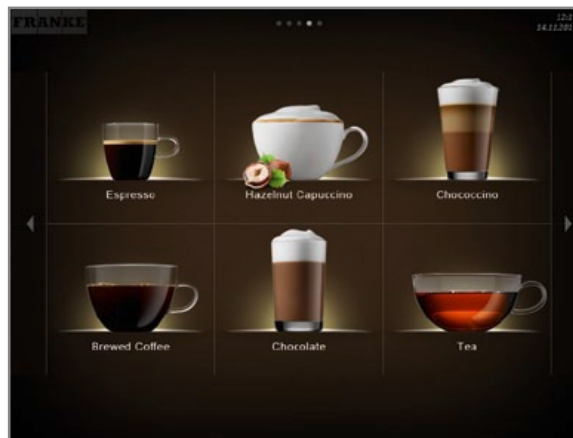 FRANKE
Espresso
Hazelnut Capuccino
Chococcino
Brewed Coffee
Chocolate
Tea